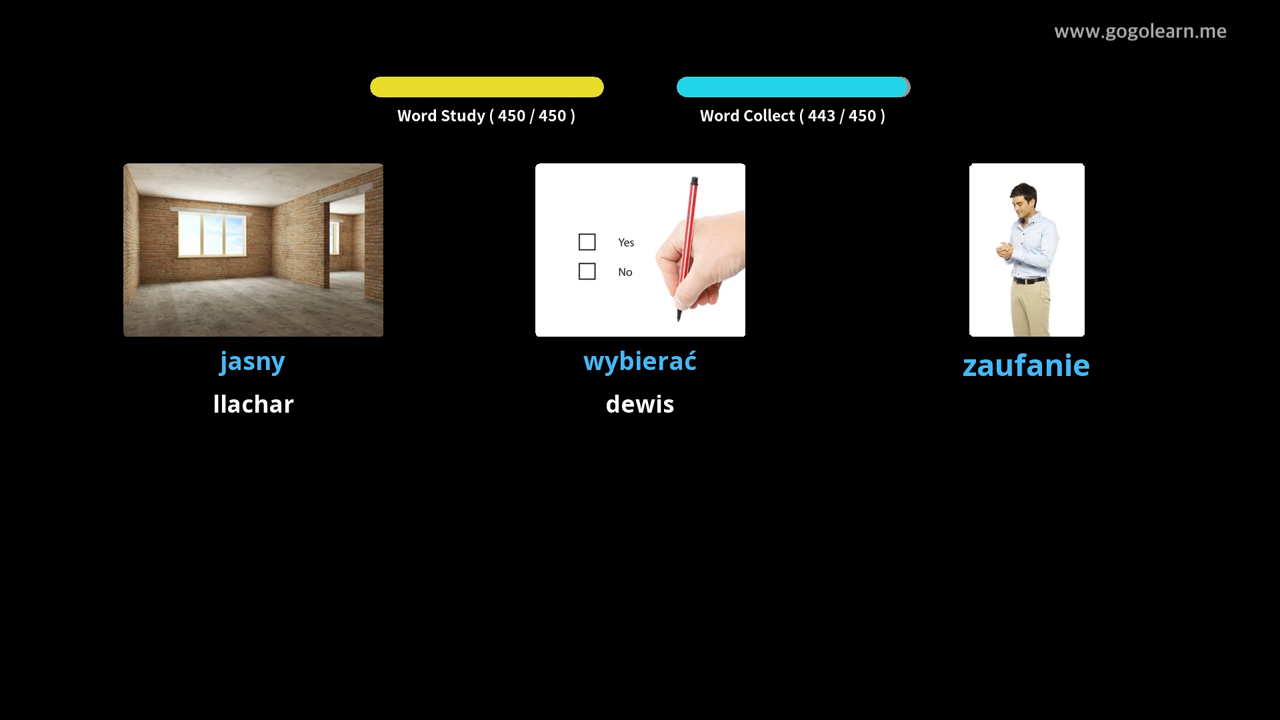 www.gogolearn.me
Word Study ( 450 / 450 )
Word Collect ( 443 / 450 )
Yes
No
jasny
wybierać
zaufanie
llachar
dewis